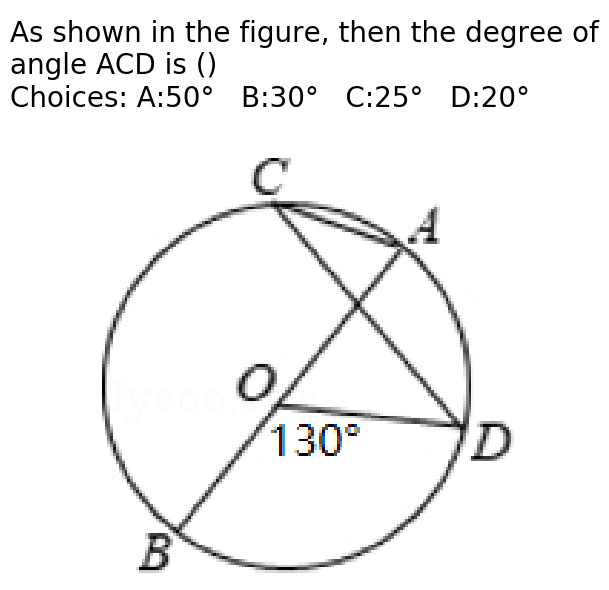 As shown in the figure, then the degree of
angle ACD is ()
Choices: A:50° B:30° C:25° D:20°
C
A
O
130°
D
B